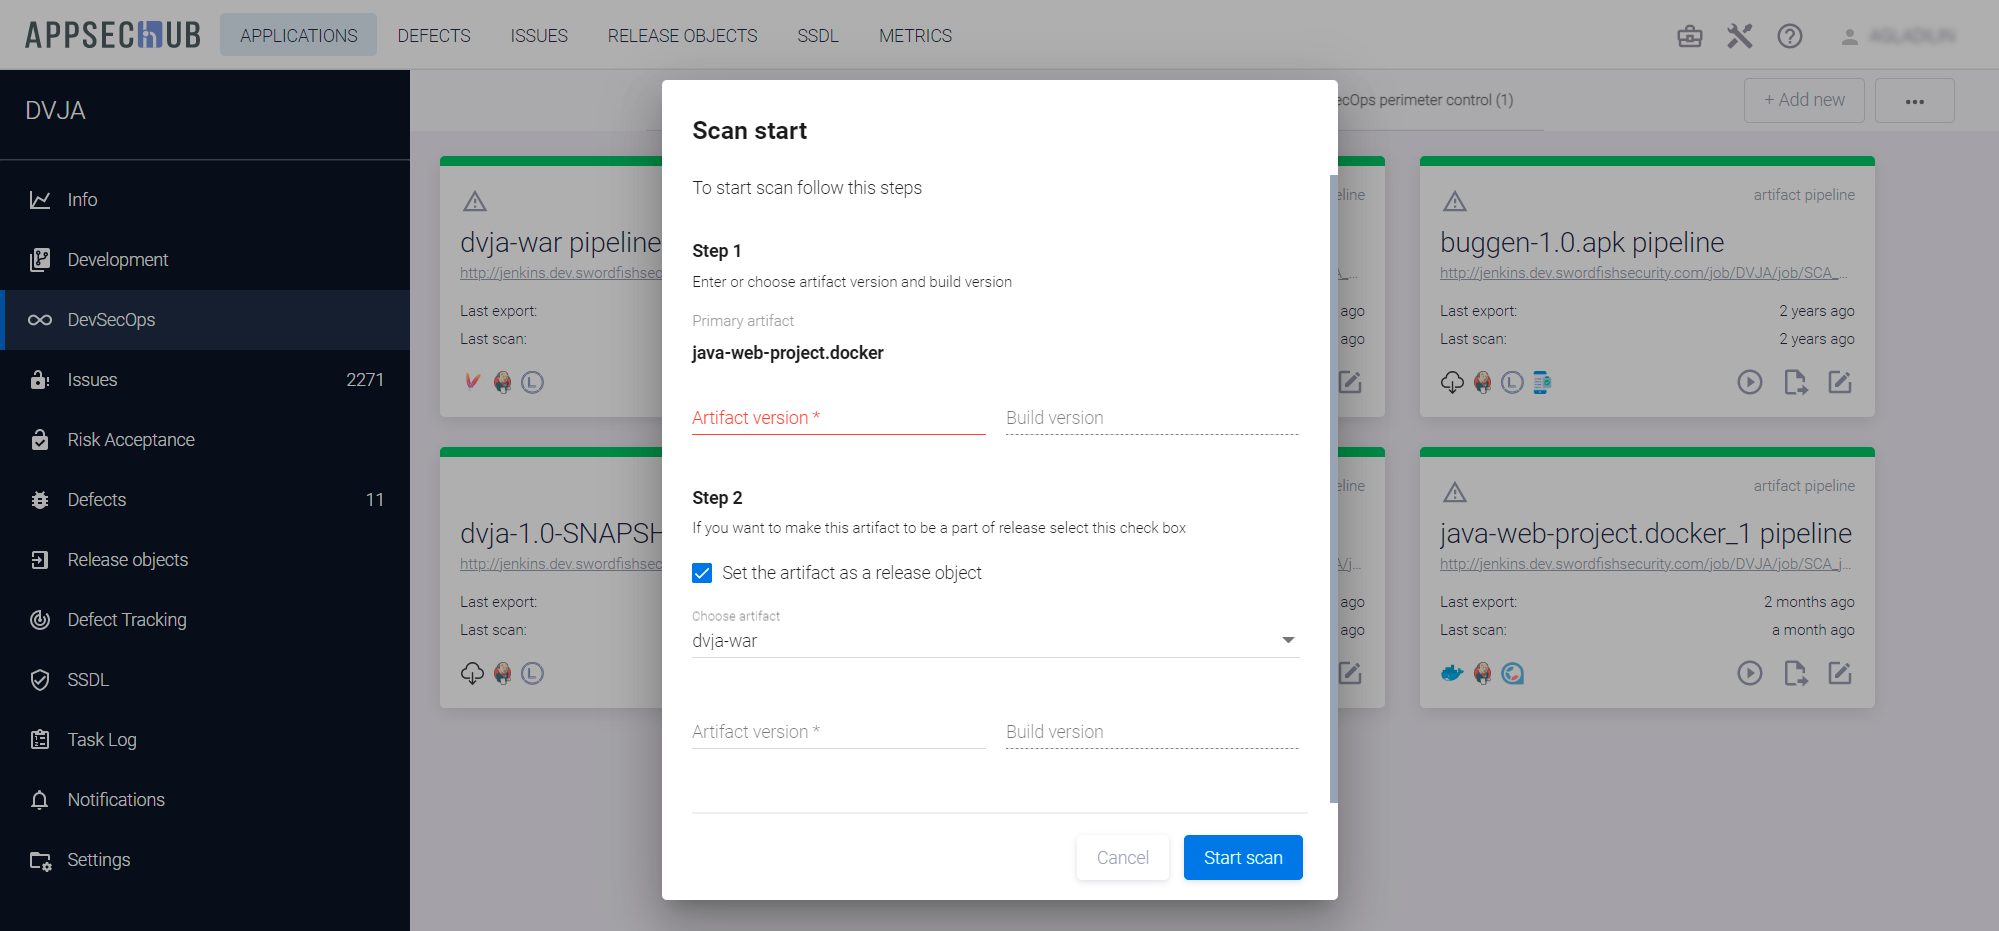 APPSECHUB
APPLICATIONS
DEFECTS
ISSUES
RELEASE OBJECTS
SSDL
METRICS
DVJA
Info
Development
DevSecOps
Issues 2271
Risk Acceptance
Defects 11
Release objects
Defect Tracking
SSDL
Task Log
Notifications
Settings
ecOps perimeter control (1)
+ Add new
...
dvja-war pipeline
http://jenkins.dev.swordfishsec
Last export:
Last scan:
dvja-1.0-SNAPSH
http://jenkins.dev.swordfishsec
Last export:
Last scan:
Scan start
To start scan follow this steps
Step 1
Enter or choose artifact version and build version
Primary artifact
java-web-project.docker
Artifact version *
Build version
Step 2
If you want to make this artifact to be a part of release select this check box
Set the artifact as a release object
Choose artifact
dvja-war
Artifact version *
Build version
Cancel
Start scan
eline
A_...
ago
ago
eline
A/j...
ago
ago
artifact pipeline
buggen-1.0.apk pipeline
http://jenkins.dev.swordfishsecurity.com/job/DVJA/job/SCA_...
Last export: 2 years ago
Last scan: 2 years ago
artifact pipeline
java-web-project.docker_1 pipeline
http://jenkins.dev.swordfishsecurity.com/job/DVJA/job/SCA_j...
Last export: 2 months ago
Last scan: a month ago